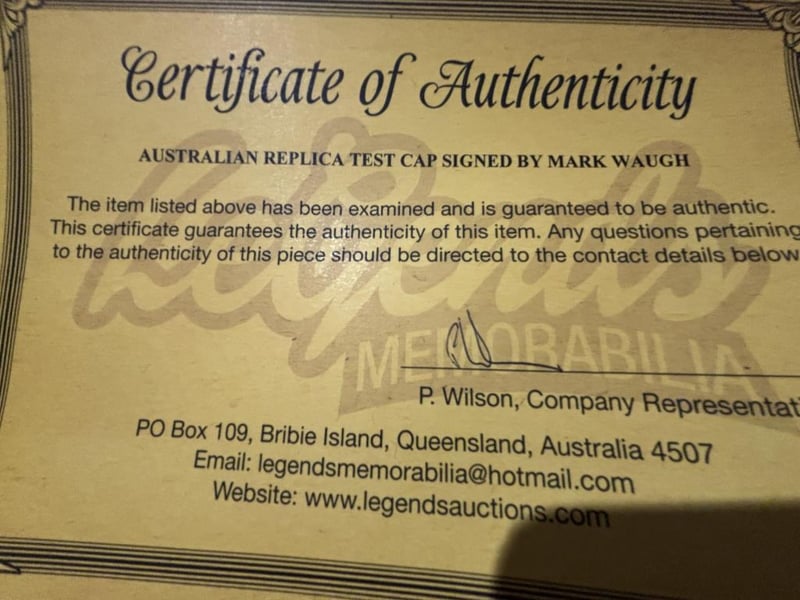 Certificate of Authenticity
AUSTRALIAN REPLICA TEST CAP SIGNED BY MARK WAUGH
The item listed above has been examined and is guaranteed to be authentic.
This certificate guarantees the authenticity of this item. Any questions pertaining
to the authenticity of this piece should be directed to the contact details below
Legends
MEMORABILIA
P. Wilson, Company Representati
PO Box 109, Bribie Island, Queensland, Australia 4507
Email: legendsmemorabilia@hotmail.com
Website: www.legendsauctions.com